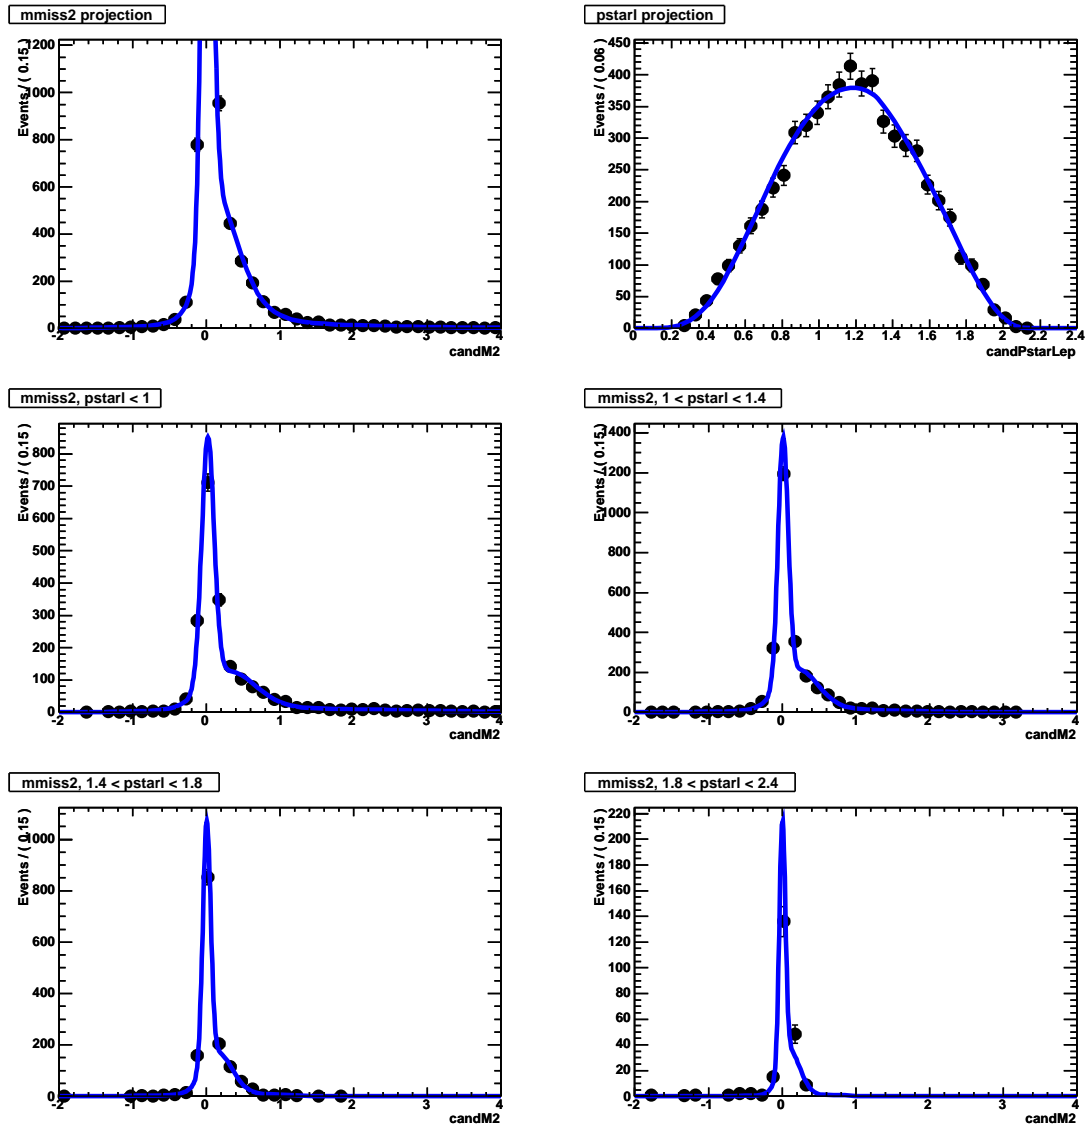 mmiss2 projection
Events / ( 0.15 )
1200
1000
800
600
400
200
0
-2 -1 0 1 2 3 4
candM2
pstarl projection
Events / ( 0.06 )
450
400
350
300
250
200
150
100
50
0
0 0.2 0.4 0.6 0.8 1 1.2 1.4 1.6 1.8 2 2.2 2.4
candPstarLep
mmiss2, pstarl < 1
Events / ( 0.15 )
800
700
600
500
400
300
200
100
0
-2 -1 0 1 2 3 4
candM2
mmiss2, 1 < pstarl < 1.4
Events / ( 0.15 )
1400
1200
1000
800
600
400
200
0
-2 -1 0 1 2 3 4
candM2
mmiss2, 1.4 < pstarl < 1.8
Events / ( 0.15 )
1000
800
600
400
200
0
-2 -1 0 1 2 3 4
candM2
mmiss2, 1.8 < pstarl < 2.4
Events / ( 0.15 )
220
200
180
160
140
120
100
80
60
40
20
0
-2 -1 0 1 2 3 4
candM2